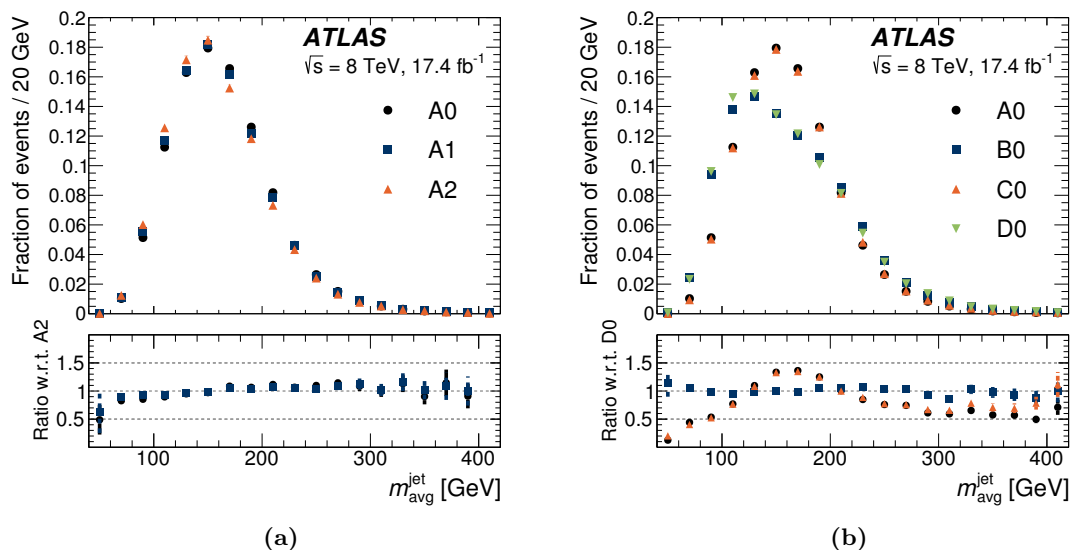 Fraction of events / 20 GeV
0.2
0.18
0.16
0.14
0.12
0.1
0.08
0.06
0.04
0.02
0
ATLAS
√s = 8 TeV, 17.4 fb⁻¹
A0
A1
A2
Ratio w.r.t. A2
1.5
1
0.5
100 200 300 400
m_avg^jet [GeV]
(a)
Fraction of events / 20 GeV
0.2
0.18
0.16
0.14
0.12
0.1
0.08
0.06
0.04
0.02
0
ATLAS
√s = 8 TeV, 17.4 fb⁻¹
A0
B0
C0
D0
Ratio w.r.t. D0
1.5
1
0.5
100 200 300 400
m_avg^jet [GeV]
(b)